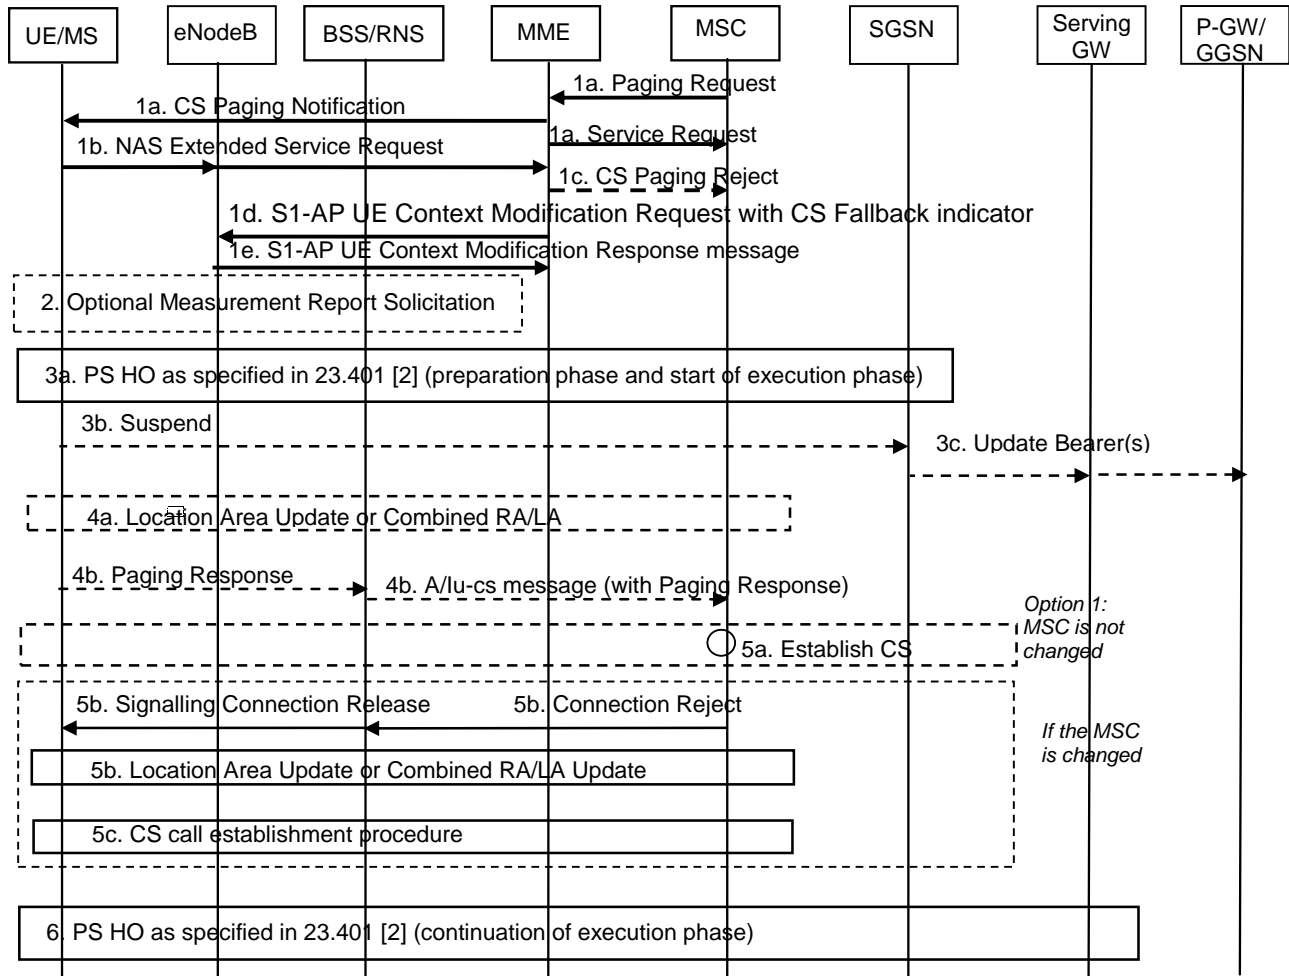 UE/MS
eNodeB
BSS/RNS
MME
MSC
SGSN
Serving
GW
P-GW/
GGSN
1a. Paging Request
1a. CS Paging Notification
1a. Service Request
1b. NAS Extended Service Request
1c. CS Paging Reject
1d. S1-AP UE Context Modification Request with CS Fallback indicator
1e. S1-AP UE Context Modification Response message
2. Optional Measurement Report Solicitation
3a. PS HO as specified in 23.401 [2] (preparation phase and start of execution phase)
3b. Suspend
3c. Update Bearer(s)
4a. Location Area Update or Combined RA/LA
4b. Paging Response
4b. A/Iu-cs message (with Paging Response)
Option 1:
MSC is not
changed
5a. Establish CS
5b. Signalling Connection Release
5b. Connection Reject
If the MSC
is changed
5b. Location Area Update or Combined RA/LA Update
5c. CS call establishment procedure
6. PS HO as specified in 23.401 [2] (continuation of execution phase)